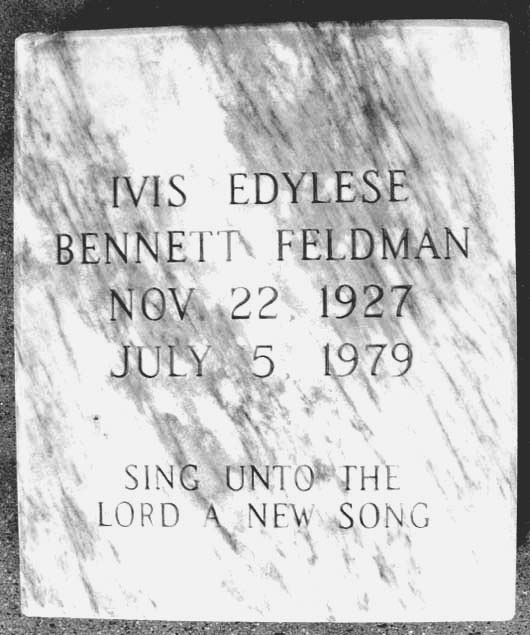 IVIS EDYLESE
BENNETT FELDMAN
NOV. 22, 1927
JULY 5, 1979
SING UNTO THE
LORD A NEW SONG